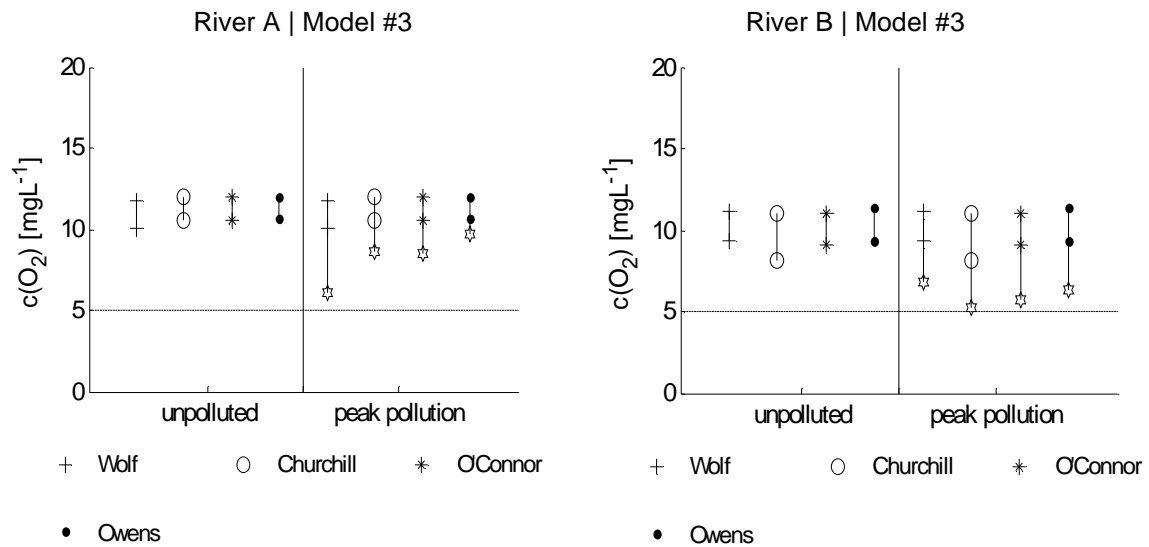 River A | Model #3
c(O2) [mgL-1]
20
15
10
5
0
unpolluted peak pollution
Wolf Churchill O'Connor
Owens
River B | Model #3
c(O2) [mgL-1]
20
15
10
5
0
unpolluted peak pollution
Wolf Churchill O'Connor
Owens